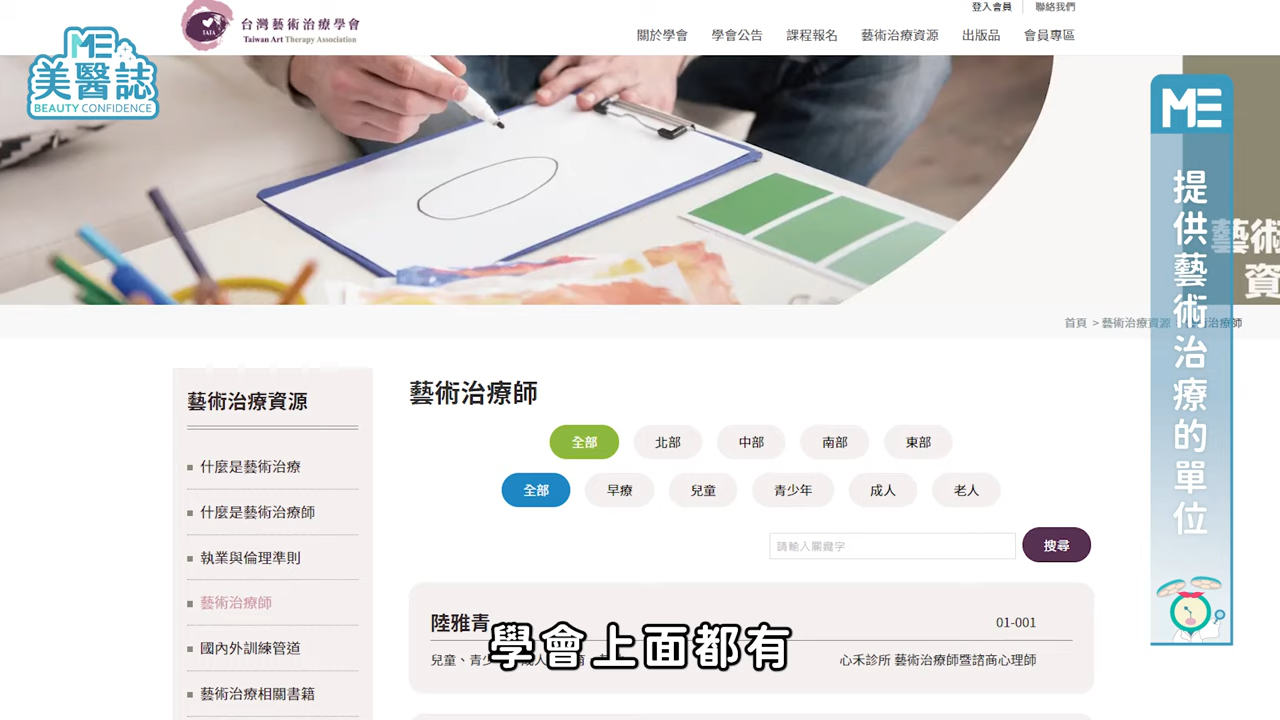 登入會員
聯絡我們
台灣藝術治療學會
TATA
Taiwan Art Therapy Association
關於學會
學會公告
課程報名
藝術治療資源
出版品
會員專區
ME
美醫誌
BEAUTY CONFIDENCE
ME
提供藝術治療的單位
藝術
資
首頁 > 藝術治療資源
治療師
藝術治療資源
什麼是藝術治療
什麼是藝術治療師
執業與倫理準則
藝術治療師
國內外訓練管道
藝術治療相關書籍
藝術治療師
全部
北部
中部
南部
東部
全部
早療
兒童
青少年
成人
老人
請輸入關鍵字
搜尋
陸雅青
01-001
兒童、青
心禾診所 藝術治療師暨諮商心理師
學會上面都有